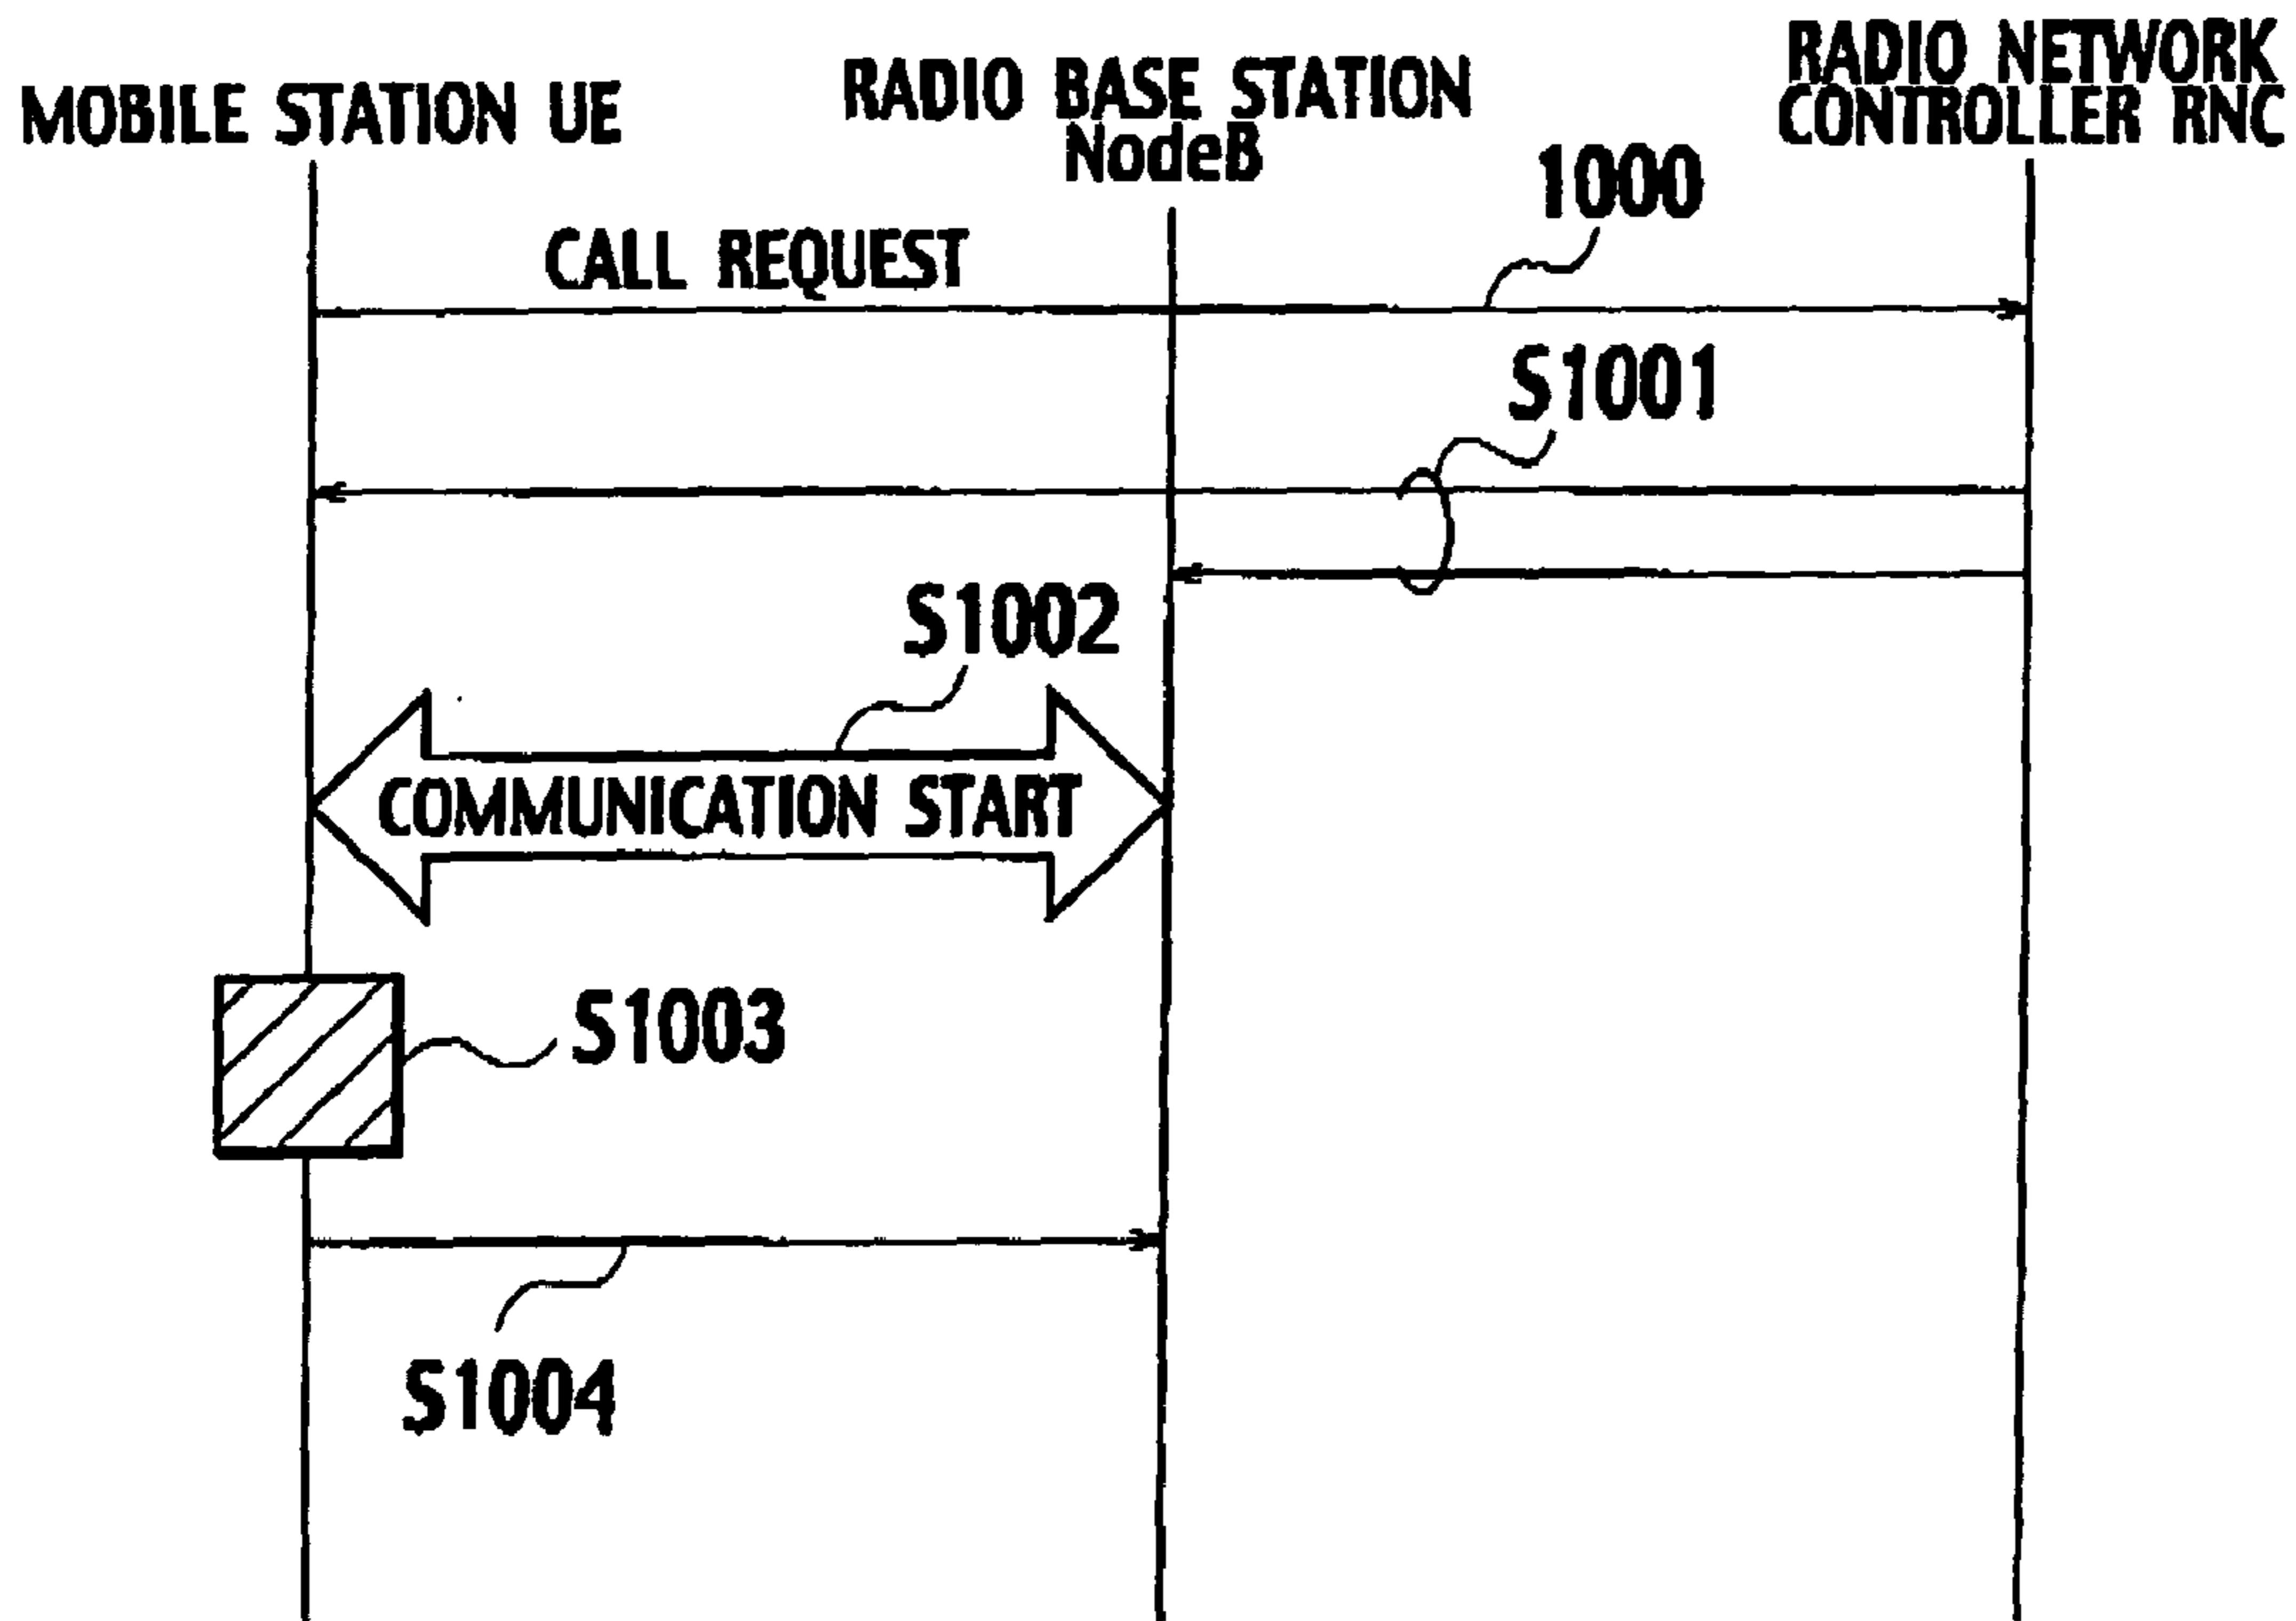 MOBILE STATION UE
RADIO BASE STATION
NodeB
RADIO NETWORK
CONTROLLER RNC
1000
CALL REQUEST
S1001
S1002
COMMUNICATION START
S1003
S1004